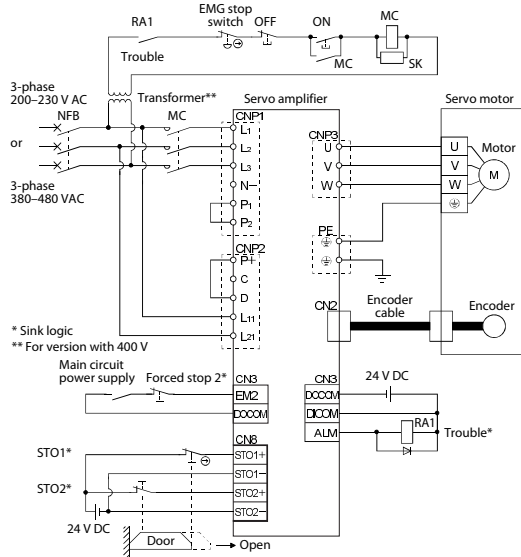 EMG stop
switch
RA1
OFF
ON
MC
Trouble
MC
SK
3-phase
200–230 V AC
Transformer**
Servo amplifier
Servo motor
NFB
MC
CNP1
or
L1
L2
L3
N−
P1
P2
CNP3
U
V
W
U
V
W
Motor
M
3-phase
380–480 VAC
PE
CNP2
P+
C
D
L11
L21
CN2
Encoder
cable
Encoder
* Sink logic
** For version with 400 V
Main circuit
power supply
Forced stop 2*
CN3
EM2
DOCOM
CN3
DOCOM
DICOM
ALM
24 V DC
RA1
Trouble*
CN8
STO1*
STO1+
STO1−
STO2*
STO2+
STO2−
24 V DC
Door
Open